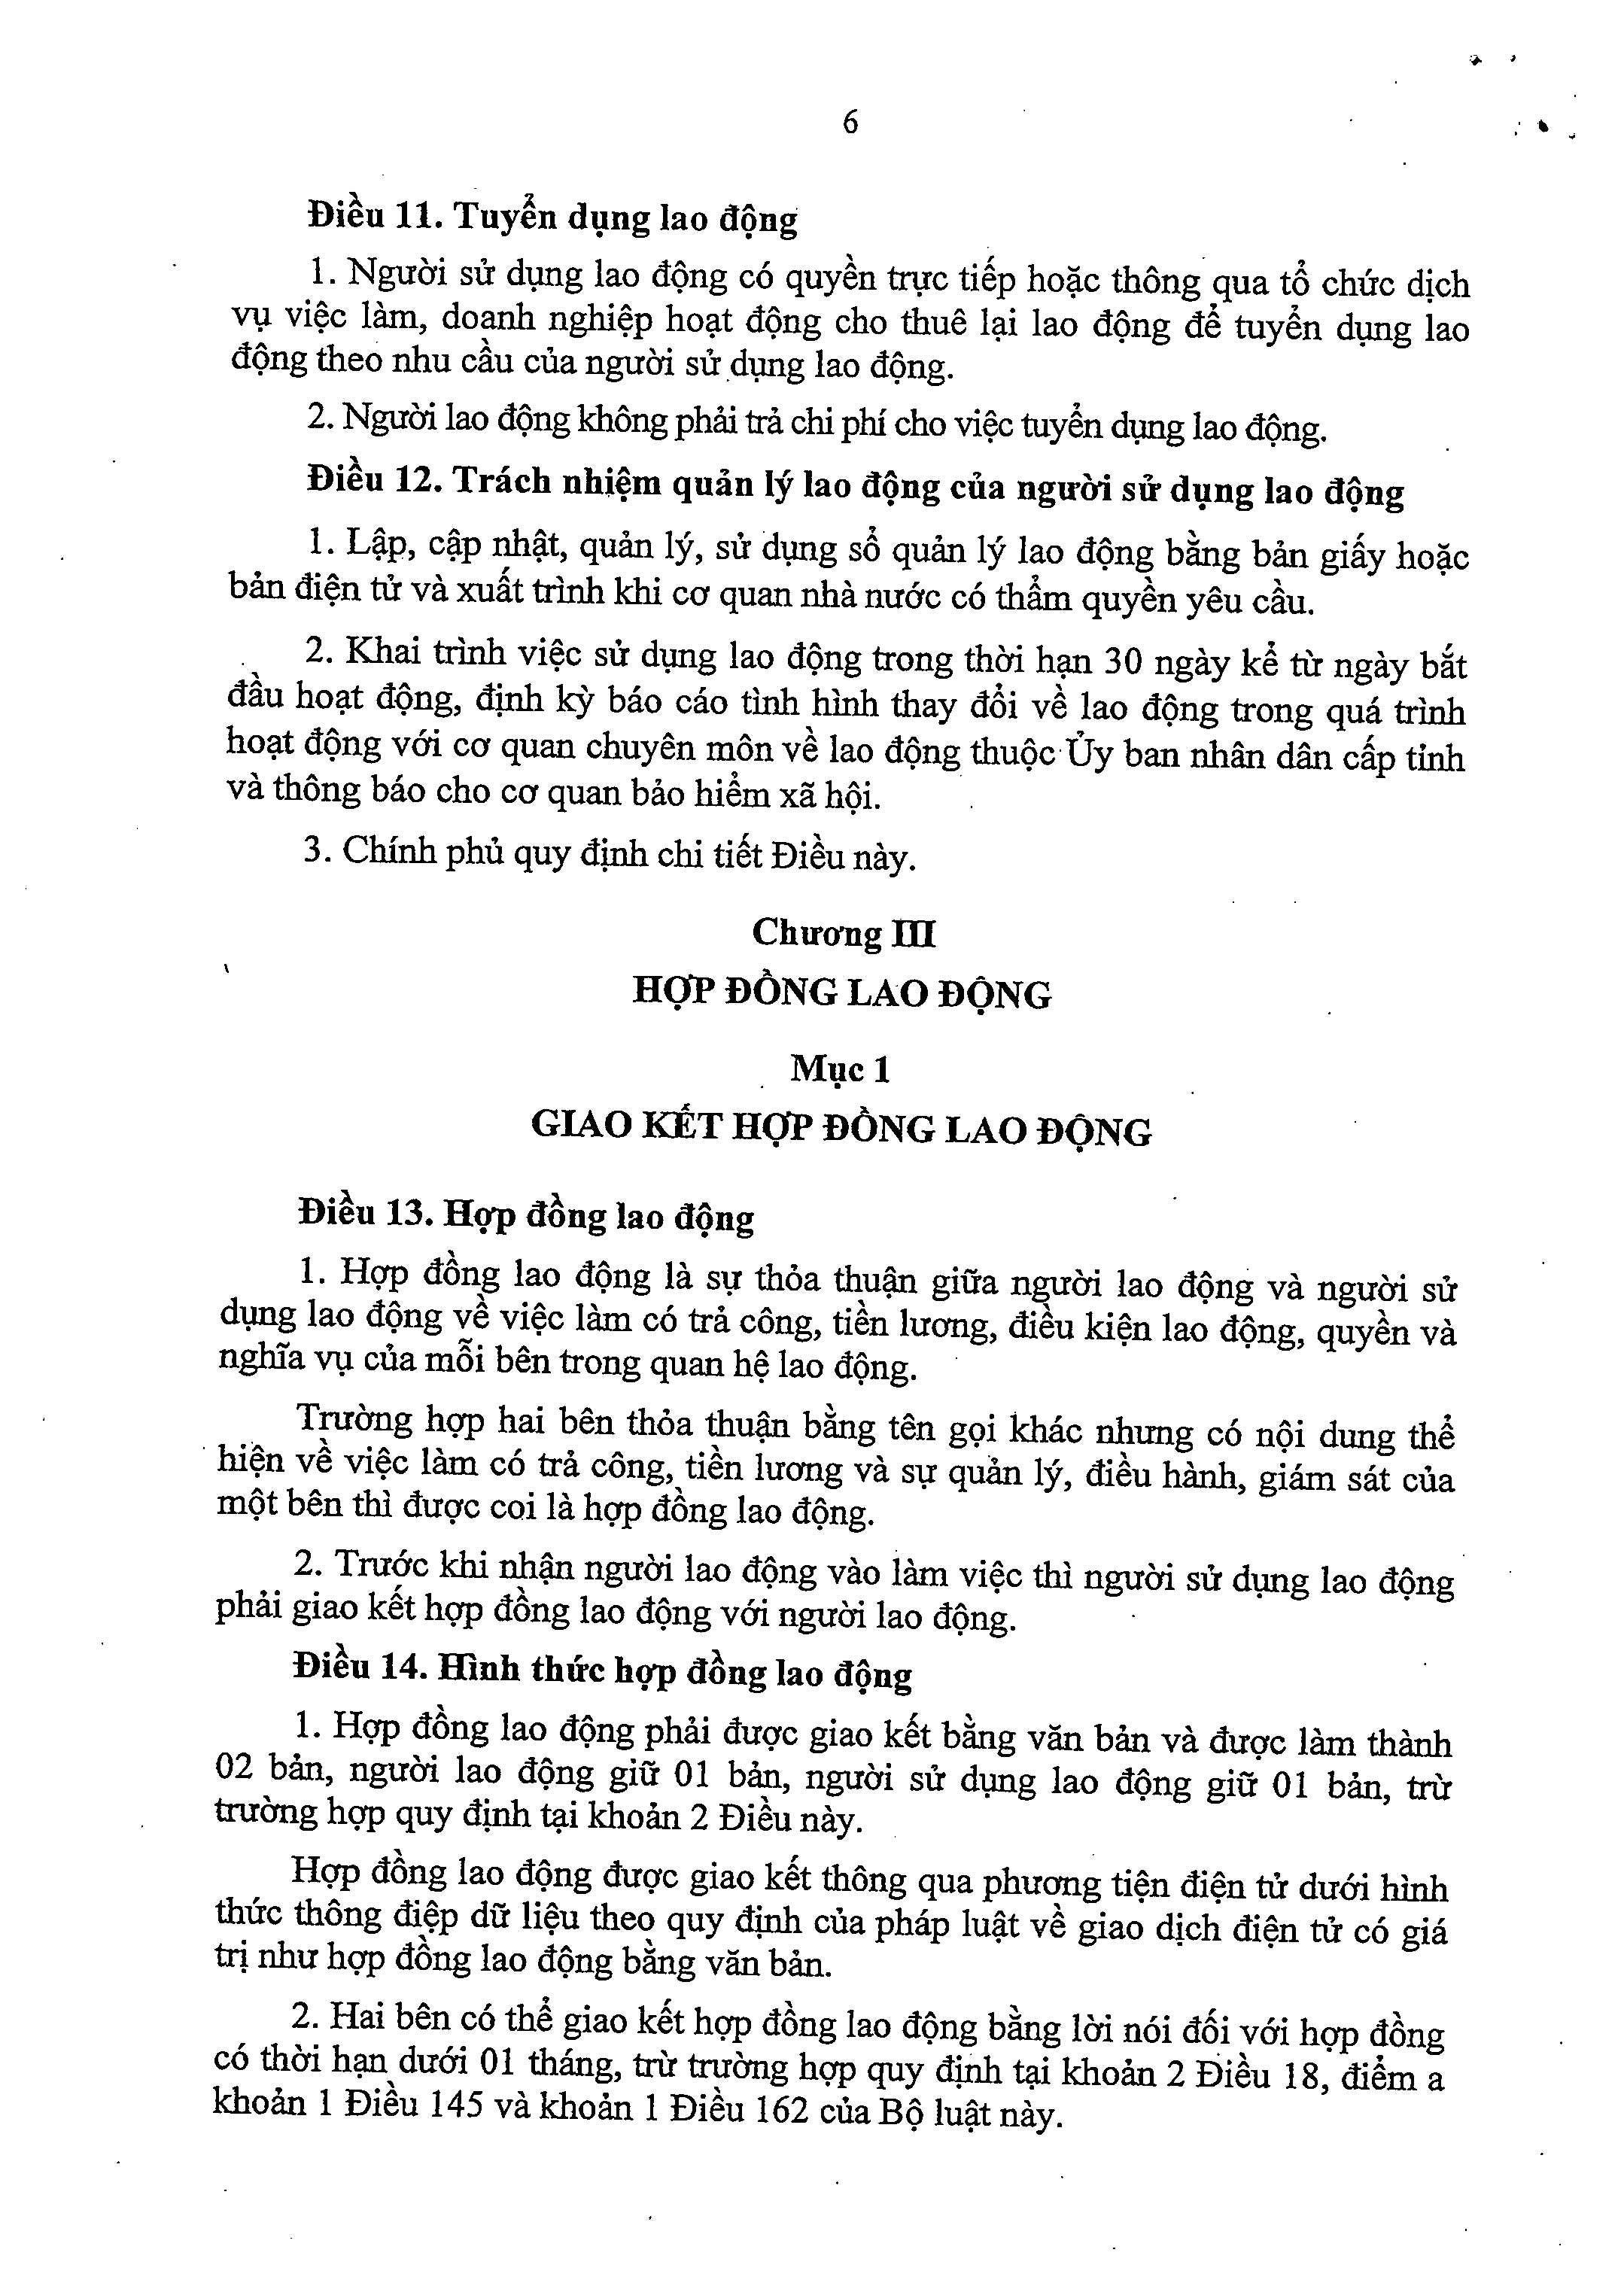 6
Điều 11. Tuyển dụng lao động
1. Người sử dụng lao động có quyền trực tiếp hoặc thông qua tổ chức dịch
vụ việc làm, doanh nghiệp hoạt động cho thuê lại lao động để tuyển dụng lao
động theo nhu cầu của người sử dụng lao động.
2. Người lao động không phải trả chi phí cho việc tuyển dụng lao động.
Điều 12. Trách nhiệm quản lý lao động của người sử dụng lao động
1. Lập, cập nhật, quản lý, sử dụng sổ quản lý lao động bằng bản giấy hoặc
bản điện tử và xuất trình khi cơ quan nhà nước có thẩm quyền yêu cầu.
2. Khai trình việc sử dụng lao động trong thời hạn 30 ngày kể từ ngày bắt
đầu hoạt động, định kỳ báo cáo tình hình thay đổi về lao động trong quá trình
hoạt động với cơ quan chuyên môn về lao động thuộc Ủy ban nhân dân cấp tỉnh
và thông báo cho cơ quan bảo hiểm xã hội.
3. Chính phủ quy định chi tiết Điều này.
Chương III
HỢP ĐỒNG LAO ĐỘNG
Mục 1
GIAO KẾT HỢP ĐỒNG LAO ĐỘNG
Điều 13. Hợp đồng lao động
1. Hợp đồng lao động là sự thỏa thuận giữa người lao động và người sử
dụng lao động về việc làm có trả công, tiền lương, điều kiện lao động, quyền và
nghĩa vụ của mỗi bên trong quan hệ lao động.
Trường hợp hai bên thỏa thuận bằng tên gọi khác nhưng có nội dung thể
hiện về việc làm có trả công, tiền lương và sự quản lý, điều hành, giám sát của
một bên thì được coi là hợp đồng lao động.
2. Trước khi nhận người lao động vào làm việc thì người sử dụng lao động
phải giao kết hợp đồng lao động với người lao động.
Điều 14. Hình thức hợp đồng lao động
1. Hợp đồng lao động phải được giao kết bằng văn bản và được làm thành
02 bản, người lao động giữ 01 bản, người sử dụng lao động giữ 01 bản, trừ
trường hợp quy định tại khoản 2 Điều này.
Hợp đồng lao động được giao kết thông qua phương tiện điện tử dưới hình
thức thông điệp dữ liệu theo quy định của pháp luật về giao dịch điện tử có giá
trị như hợp đồng lao động bằng văn bản.
2. Hai bên có thể giao kết hợp đồng lao động bằng lời nói đối với hợp đồng
có thời hạn dưới 01 tháng, trừ trường hợp quy định tại khoản 2 Điều 18, điểm a
khoản 1 Điều 145 và khoản 1 Điều 162 của Bộ luật này.